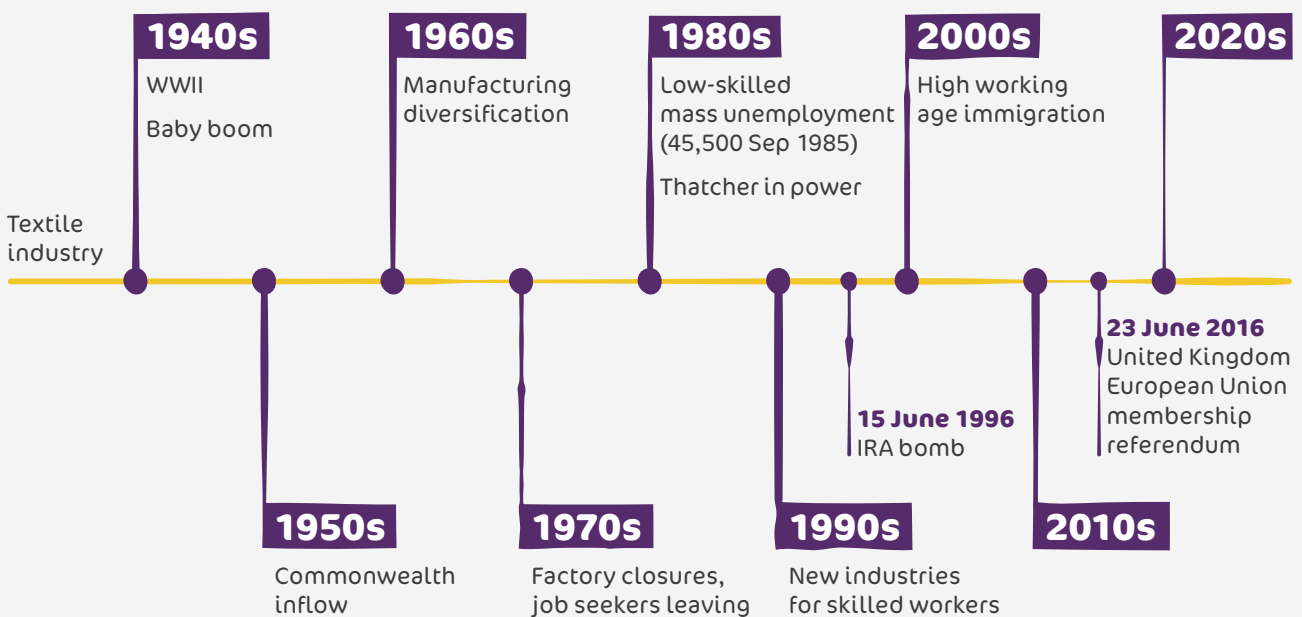 1940s
WWII
Baby boom
1960s
Manufacturing
diversification
1980s
Low-skilled
mass unemployment
(45,500 Sep 1985)
Thatcher in power
2000s
High working
age immigration
2020s
Textile
industry
23 June 2016
United Kingdom
European Union
membership
referendum
15 June 1996
IRA bomb
1950s
Commonwealth
inflow
1970s
Factory closures,
job seekers leaving
1990s
New industries
for skilled workers
2010s